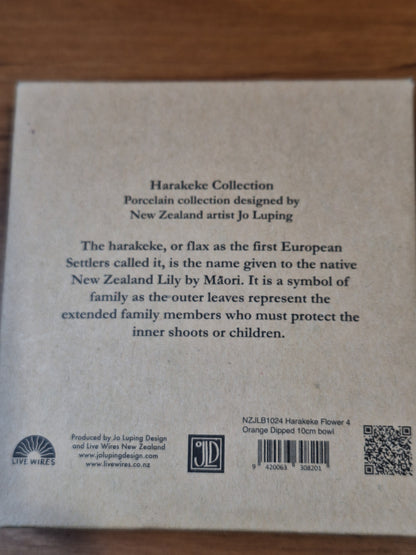 Harakeke Collection
Porcelain collection designed by
New Zealand artist Jo Luping
The harakeke, or flax as the first European
Settlers called it, is the name given to the native
New Zealand Lily by Māori. It is a symbol of
family as the outer leaves represent the
extended family members who must protect the
inner shoots or children.
LIVE WIRES
Produced by Jo Luping Design
and Live Wires New Zealand
www.jolupingdesign.com
www.livewires.co.nz
JLD
NZJLB1024 Harakeke Flower 4
Orange Dipped 10cm bowl
9 420063 308201